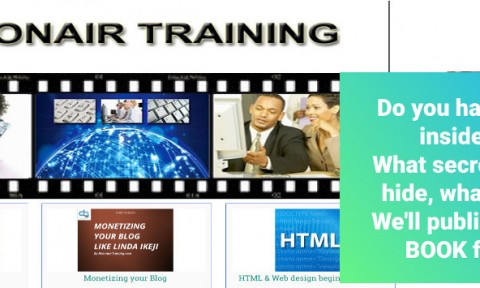 ONAIR TRAINING
Do you ha
inside
What secre
hide, wha
We'll publi
BOOK f
MONETIZING
YOUR BLOG
LIKE LINDA IKEJI
HTML
Monetizing your Blog
HTML & Web design begin